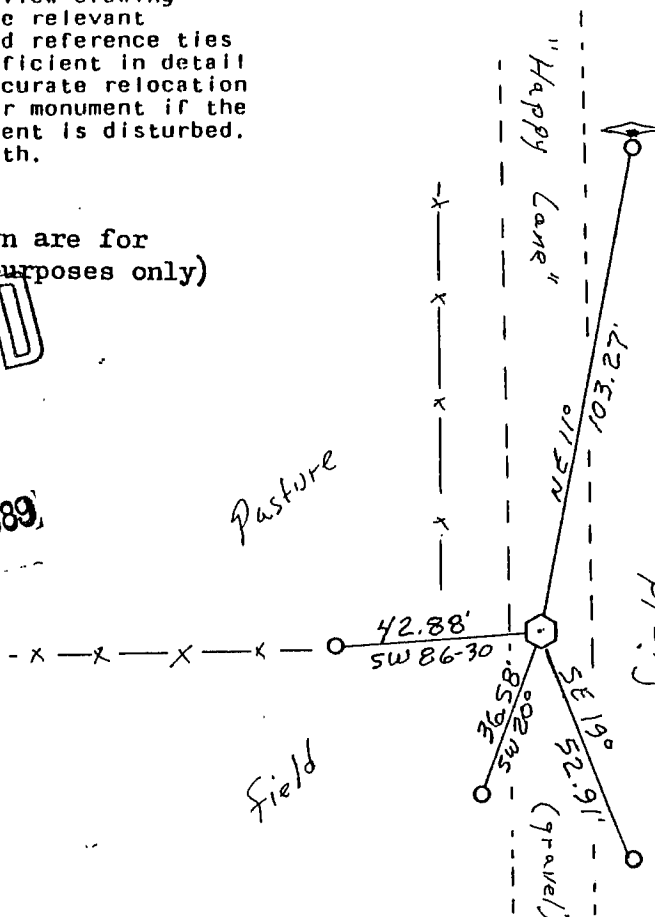 c relevant
d reference ties
ficient in detail
curate relocation
r monument if the
ent is disturbed.
th.
n are for
urposes only)
D
89
"Happy Lane"
NE 11°
103.27'
Pasture
42.88'
SW 86-30
36.58'
SW 20°
SE 19°
52.91'
Field
(gravel)